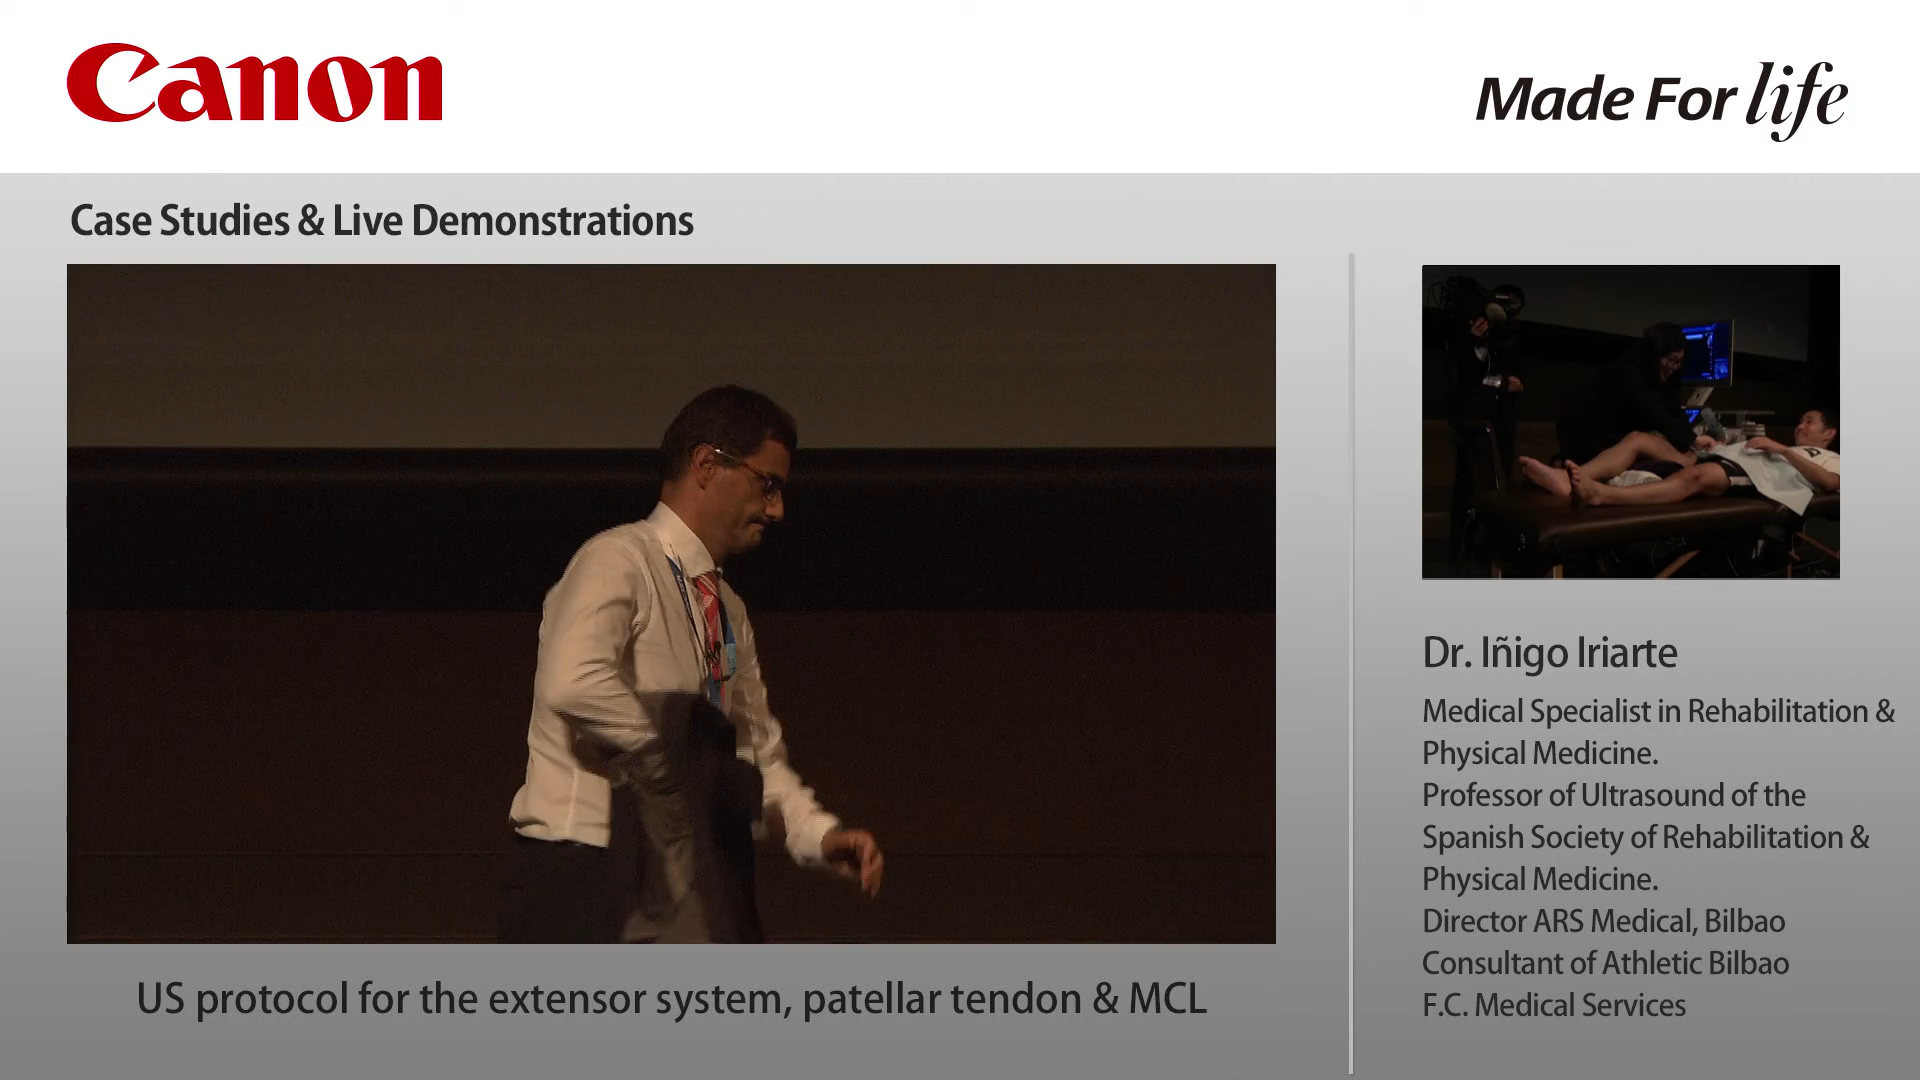 Canon
Made For life
Case Studies & Live Demonstrations
US protocol for the extensor system, patellar tendon & MCL
Dr. Iñigo Iriarte
Medical Specialist in Rehabilitation &
Physical Medicine.
Professor of Ultrasound of the
Spanish Society of Rehabilitation &
Physical Medicine.
Director ARS Medical, Bilbao
Consultant of Athletic Bilbao
F.C. Medical Services